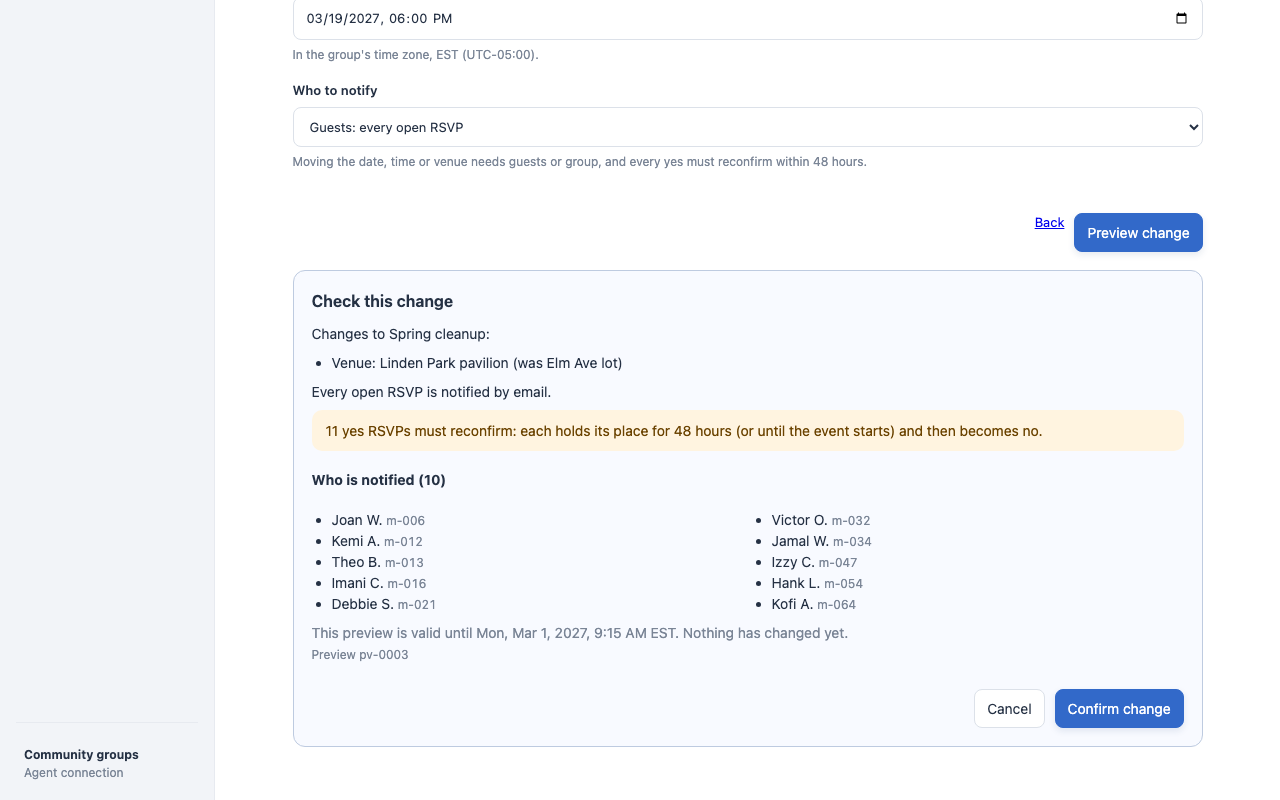 03/19/2027, 06:00 PM
In the group's time zone, EST (UTC-05:00).
Who to notify
Guests: every open RSVP
Moving the date, time or venue needs guests or group, and every yes must reconfirm within 48 hours.
Back
Preview change
Check this change
Changes to Spring cleanup:
Venue: Linden Park pavilion (was Elm Ave lot)
Every open RSVP is notified by email.
11 yes RSVPs must reconfirm: each holds its place for 48 hours (or until the event starts) and then becomes no.
Who is notified (10)
Joan W. m-006
Kemi A. m-012
Theo B. m-013
Imani C. m-016
Debbie S. m-021
Victor O. m-032
Jamal W. m-034
Izzy C. m-047
Hank L. m-054
Kofi A. m-064
This preview is valid until Mon, Mar 1, 2027, 9:15 AM EST. Nothing has changed yet.
Preview pv-0003
Cancel
Confirm change
Community groups
Agent connection